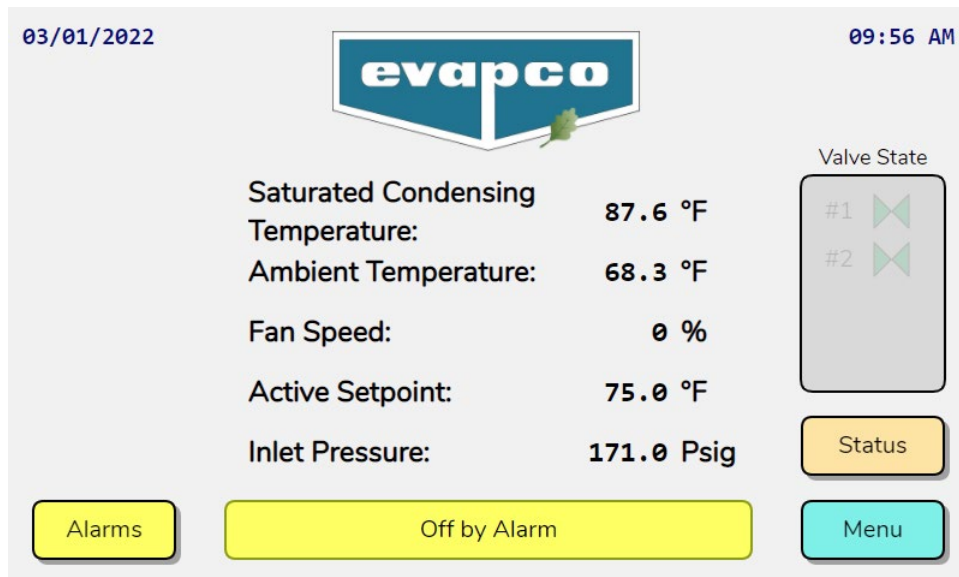 03/01/2022
09:56 AM
evapco
Valve State
#1
#2
Saturated Condensing
Temperature: 87.6 °F
Ambient Temperature: 68.3 °F
Fan Speed: 0 %
Active Setpoint: 75.0 °F
Inlet Pressure: 171.0 Psig
Status
Alarms
Off by Alarm
Menu